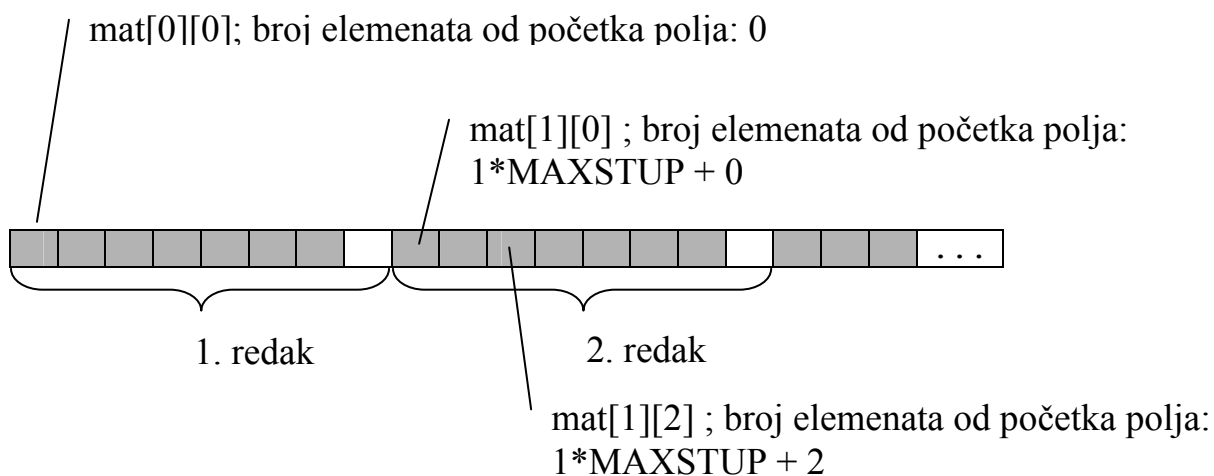 mat[0][0]; broj elemenata od početka polja: 0
mat[1][0] ; broj elemenata od početka polja:
1*MAXSTUP + 0
. . .
1. redak
2. redak
mat[1][2] ; broj elemenata od početka polja:
1*MAXSTUP + 2